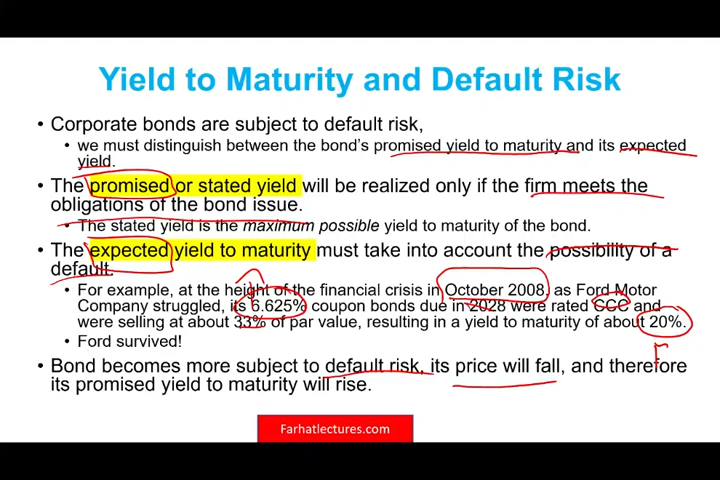 Yield to Maturity and Default Risk
• Corporate bonds are subject to default risk,
• we must distinguish between the bond's promised yield to maturity and its expected
yield.
• The promised or stated yield will be realized only if the firm meets the
obligations of the bond issue.
• The stated yield is the maximum possible yield to maturity of the bond.
• The expected yield to maturity must take into account the possibility of a
default.
• For example, at the height of the financial crisis in October 2008, as Ford Motor
Company struggled, its 6.625% coupon bonds due in 2028 were rated CCC and
were selling at about 33% of par value, resulting in a yield to maturity of about 20%.
• Ford survived!
• Bond becomes more subject to default risk, its price will fall, and therefore
its promised yield to maturity will rise.
Farhatlectures.com